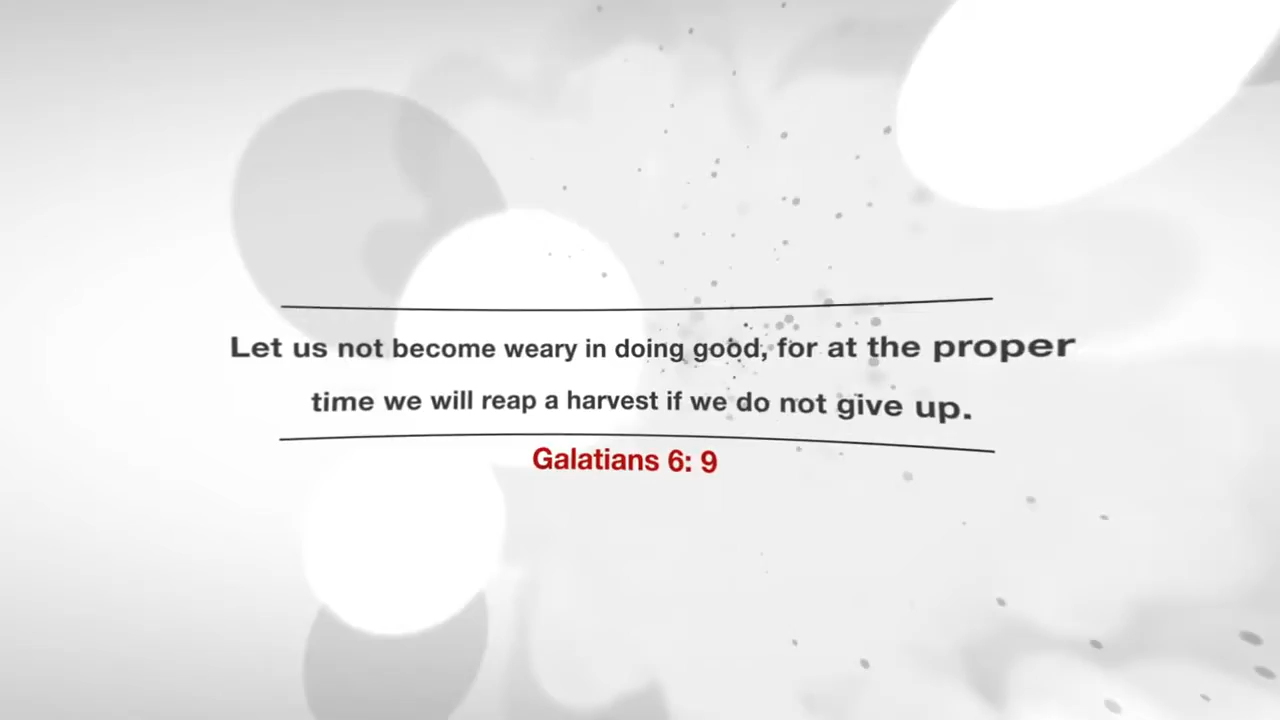 Let us not become weary in doing good, for at the proper
time we will reap a harvest if we do not give up.
Galatians 6: 9